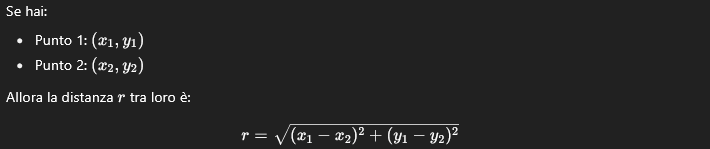 Se hai:
• Punto 1: (x₁, y₁)
• Punto 2: (x₂, y₂)
Allora la distanza r tra loro è:
r = √((x₁ − x₂)² + (y₁ − y₂)²)